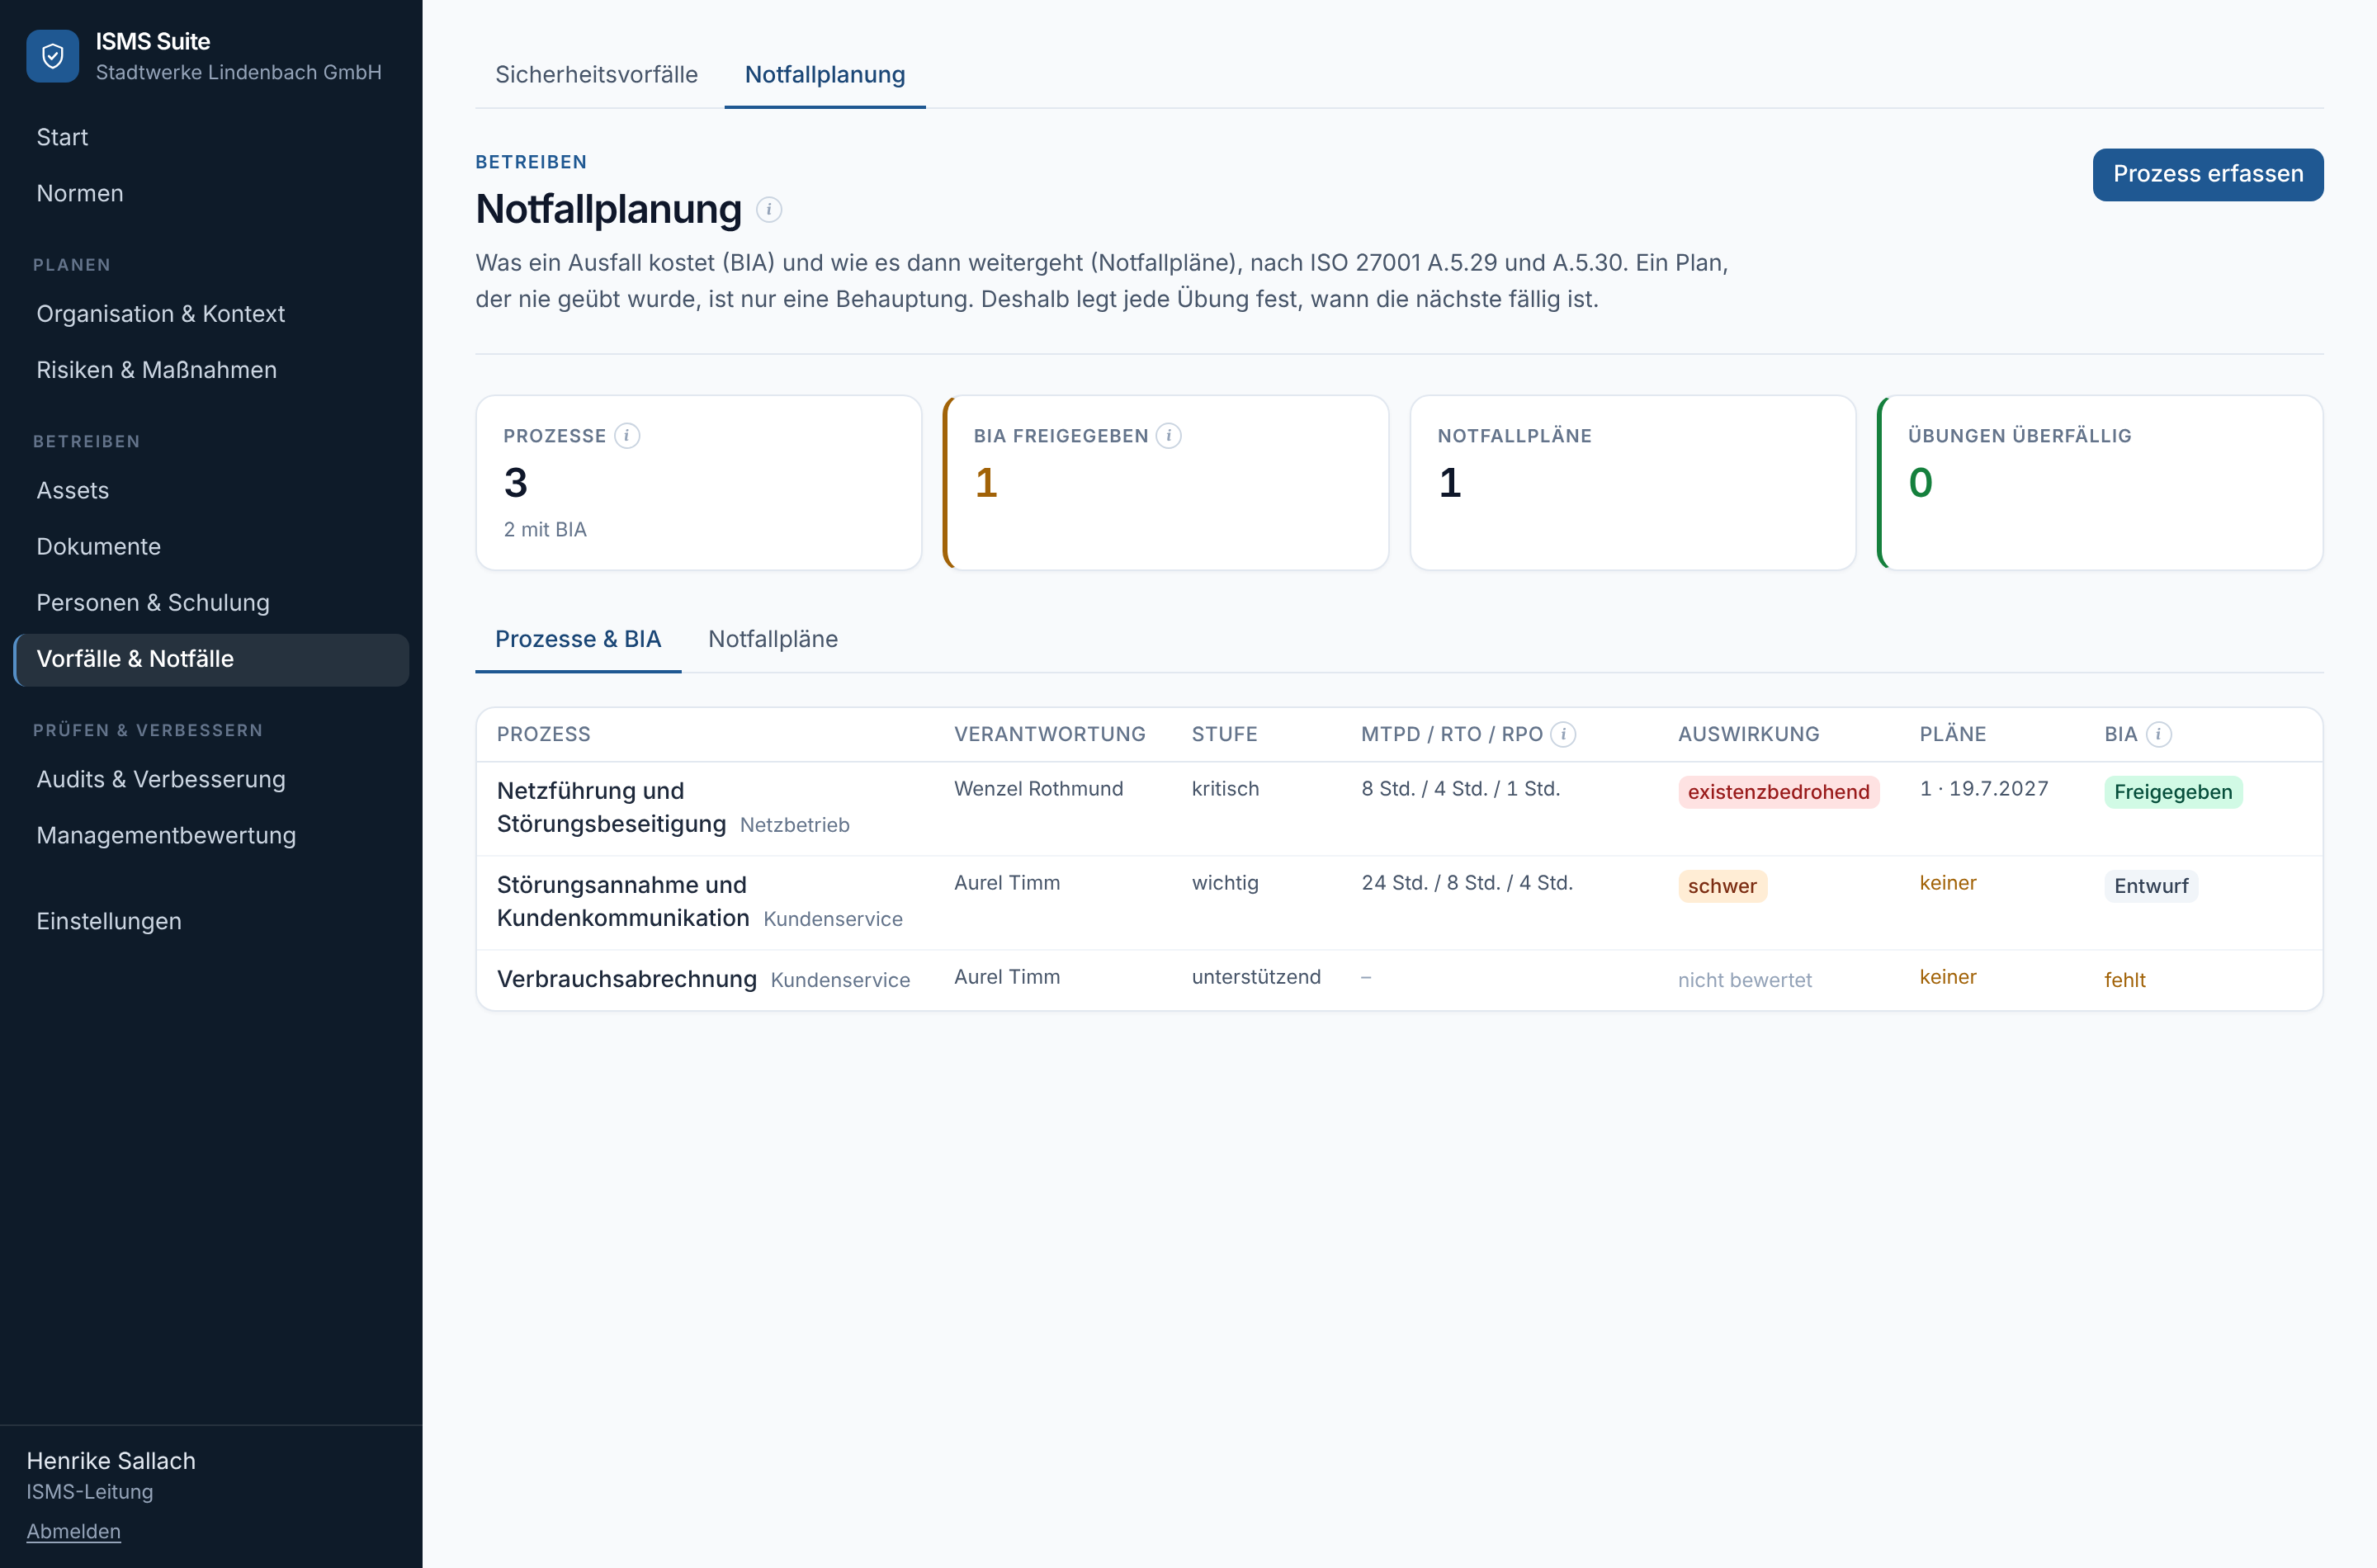 ISMS Suite
Stadtwerke Lindenbach GmbH
Start
Normen
PLANEN
Organisation & Kontext
Risiken & Maßnahmen
BETREIBEN
Assets
Dokumente
Personen & Schulung
Vorfälle & Notfälle
PRÜFEN & VERBESSERN
Audits & Verbesserung
Managementbewertung
Einstellungen
Henrike Sallach
ISMS-Leitung
Abmelden
Sicherheitsvorfälle Notfallplanung
BETREIBEN
Notfallplanung i
Prozess erfassen
Was ein Ausfall kostet (BIA) und wie es dann weitergeht (Notfallpläne), nach ISO 27001 A.5.29 und A.5.30. Ein Plan,
der nie geübt wurde, ist nur eine Behauptung. Deshalb legt jede Übung fest, wann die nächste fällig ist.
PROZESSE i
3
2 mit BIA
BIA FREIGEGEBEN i
1
NOTFALLPLÄNE
1
ÜBUNGEN ÜBERFÄLLIG
0
Prozesse & BIA Notfallpläne
PROZESS VERANTWORTUNG STUFE MTPD / RTO / RPO i AUSWIRKUNG PLÄNE BIA i
Netzführung und
Störungsbeseitigung Netzbetrieb
Wenzel Rothmund kritisch 8 Std. / 4 Std. / 1 Std. existenzbedrohend 1 · 19.7.2027 Freigegeben
Störungsannahme und
Kundenkommunikation Kundenservice
Aurel Timm wichtig 24 Std. / 8 Std. / 4 Std. schwer keiner Entwurf
Verbrauchsabrechnung Kundenservice Aurel Timm unterstützend – nicht bewertet keiner fehlt